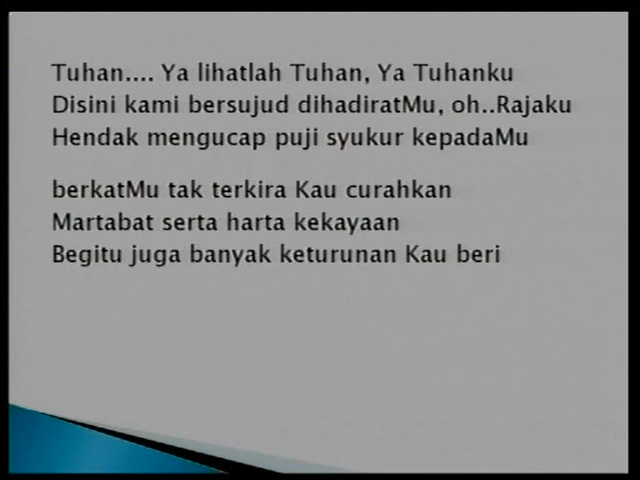 Tuhan.... Ya lihatlah Tuhan, Ya Tuhanku
Disini kami bersujud dihadiratMu, oh..Rajaku
Hendak mengucap puji syukur kepadaMu
berkatMu tak terkira Kau curahkan
Martabat serta harta kekayaan
Begitu juga banyak keturunan Kau beri